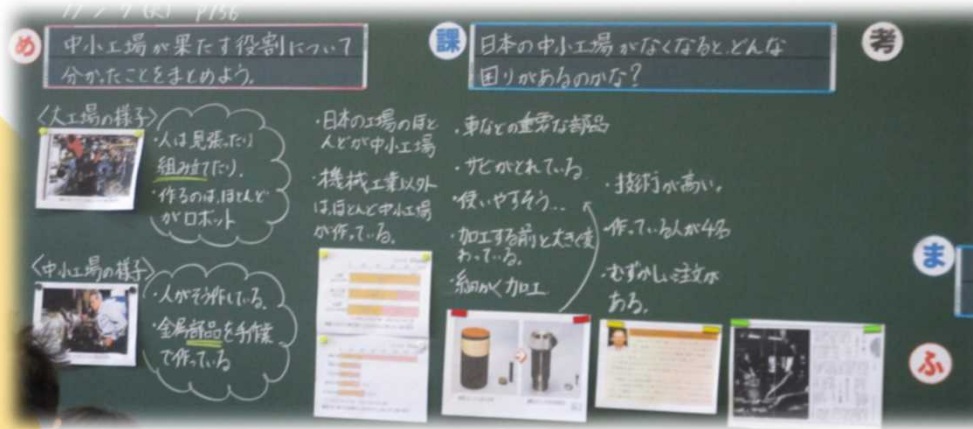 め
中小工場が果たす役割について
分かったことをまとめよう。
〈大工場の様子〉
・人は見張ったり
組み立てたり。
・作るのは、ほとんど
がロボット
〈中小工場の様子〉
・人がそう作している。
・金属部品を手作業
で作っている
・日本の工場のほと
んどが中小工場
・機械工業以外
は、ほとんど中小工場
が作っている。
課
日本の中小工場がなくなると、どんな
困りがあるのかな?
・車などの重要な部品
・サビがとれている
・使いやすそう…
・加工する前と大きく変
わっている。
・細かく加工
・技術が高い。
・作っている人が4名
・むずかしい注文が
ある。
考
ま
ふ